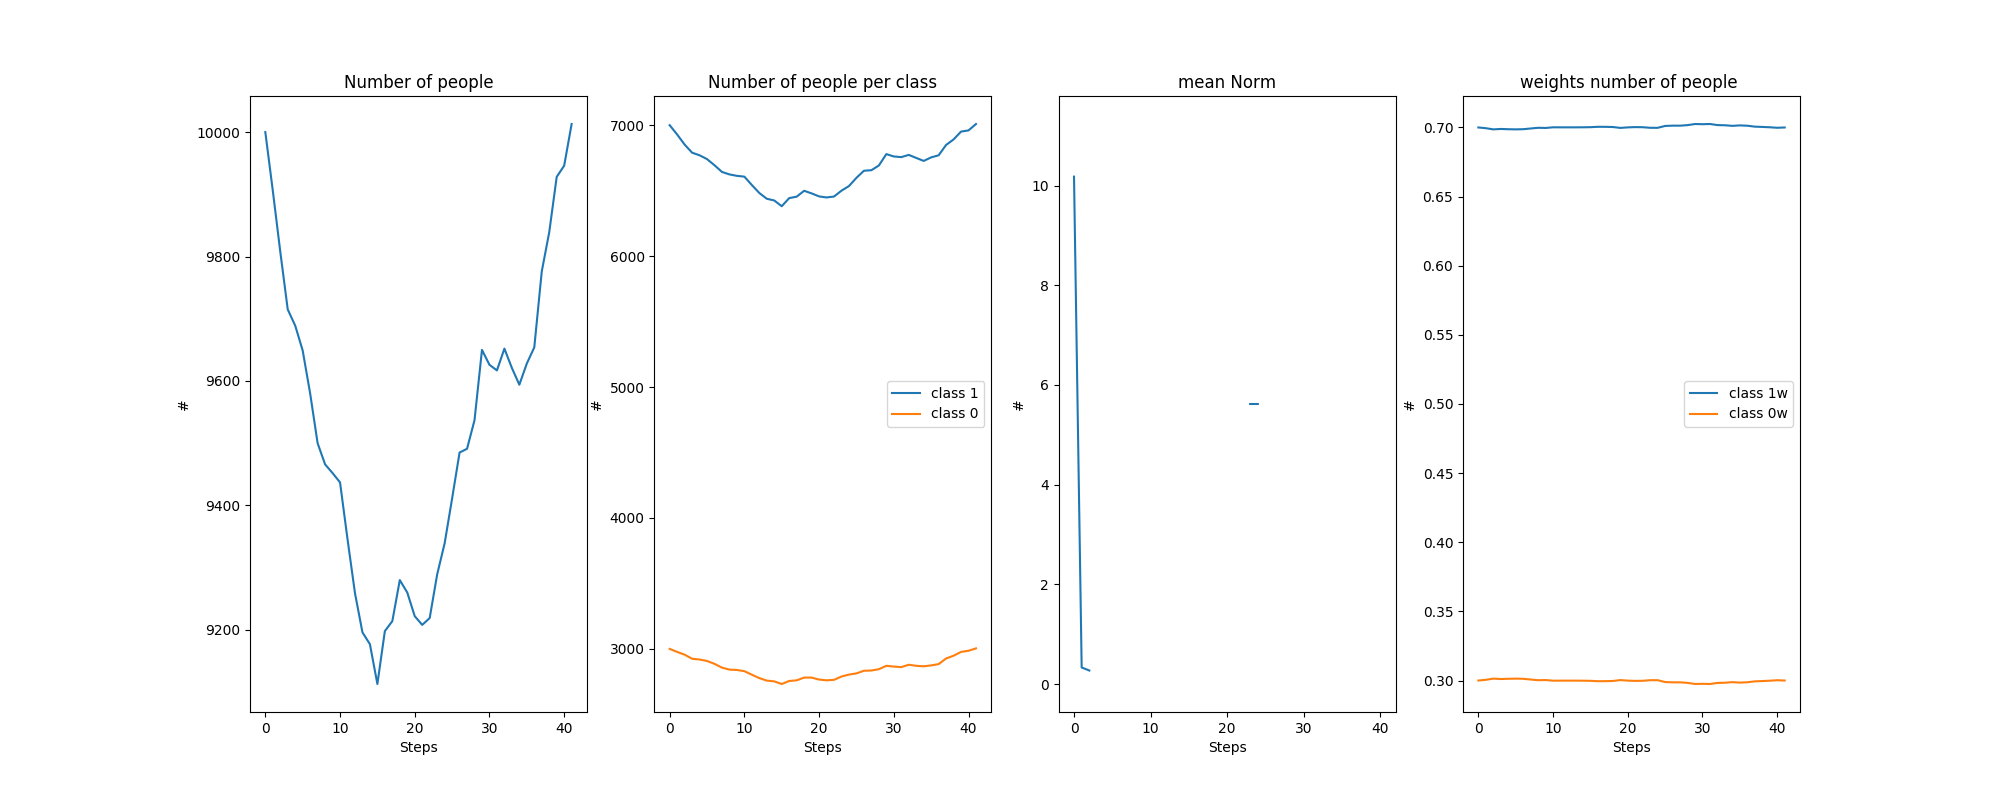 Number of people
10000
9800
9600
9400
9200
#
0 10 20 30 40
Steps
Number of people per class
7000
6000
5000
4000
3000
#
class 1
class 0
0 10 20 30 40
Steps
mean Norm
10
8
6
4
2
0
#
0 10 20 30 40
Steps
weights number of people
0.70
0.65
0.60
0.55
0.50
0.45
0.40
0.35
0.30
#
class 1w
class 0w
0 10 20 30 40
Steps